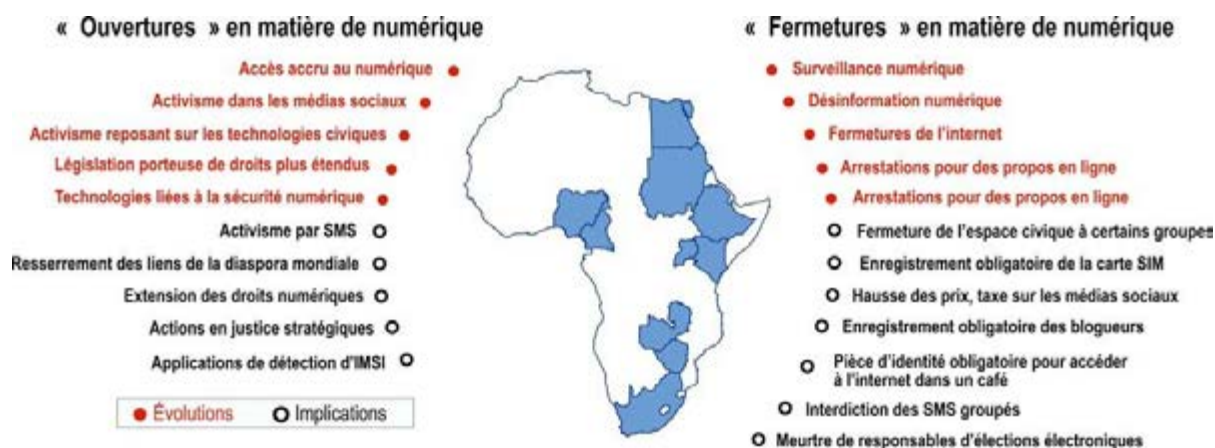 « Ouvertures » en matière de numérique
Accès accru au numérique
Activisme dans les médias sociaux
Activisme reposant sur les technologies civiques
Législation porteuse de droits plus étendus
Technologies liées à la sécurité numérique
Activisme par SMS
Resserrement des liens de la diaspora mondiale
Extension des droits numériques
Actions en justice stratégiques
Applications de détection d'IMSI
Évolutions
Implications
« Fermetures » en matière de numérique
Surveillance numérique
Désinformation numérique
Fermetures de l'internet
Arrestations pour des propos en ligne
Arrestations pour des propos en ligne
Fermeture de l'espace civique à certains groupes
Enregistrement obligatoire de la carte SIM
Hausse des prix, taxe sur les médias sociaux
Enregistrement obligatoire des blogueurs
Pièce d'identité obligatoire pour accéder
à l'internet dans un café
Interdiction des SMS groupés
Meurtre de responsables d'élections électroniques